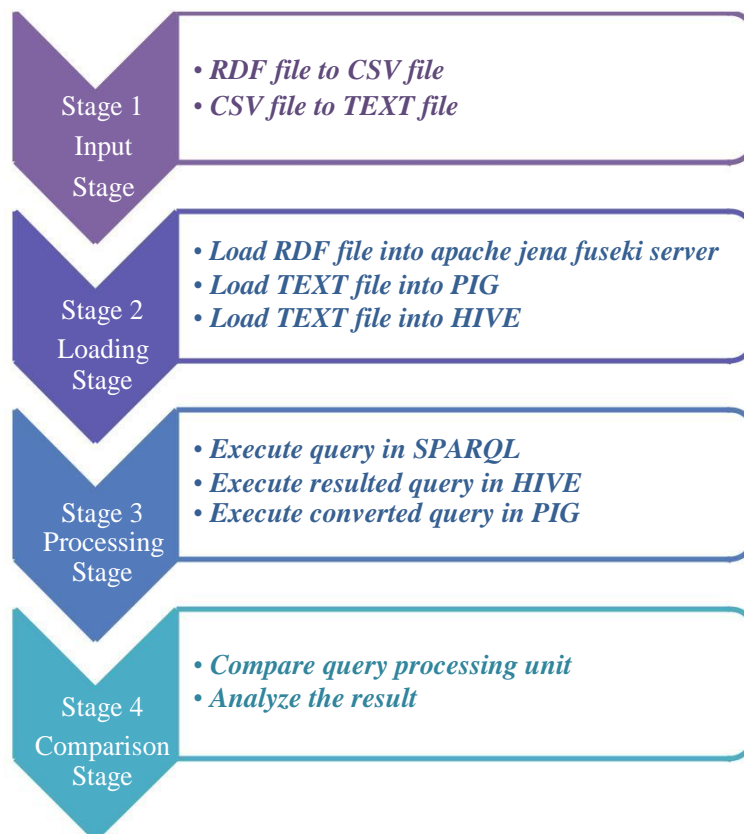 Stage 1
Input
Stage
• RDF file to CSV file
• CSV file to TEXT file
Stage 2
Loading
Stage
• Load RDF file into apache jena fuseki server
• Load TEXT file into PIG
• Load TEXT file into HIVE
Stage 3
Processing
Stage
• Execute query in SPARQL
• Execute resulted query in HIVE
• Execute converted query in PIG
Stage 4
Comparison
Stage
• Compare query processing unit
• Analyze the result